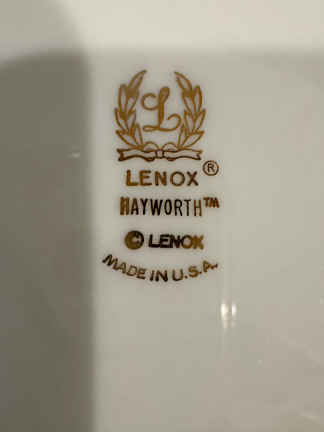 L
LENOX®
HAYWORTH™
© LENOX
MADE IN U.S.A.